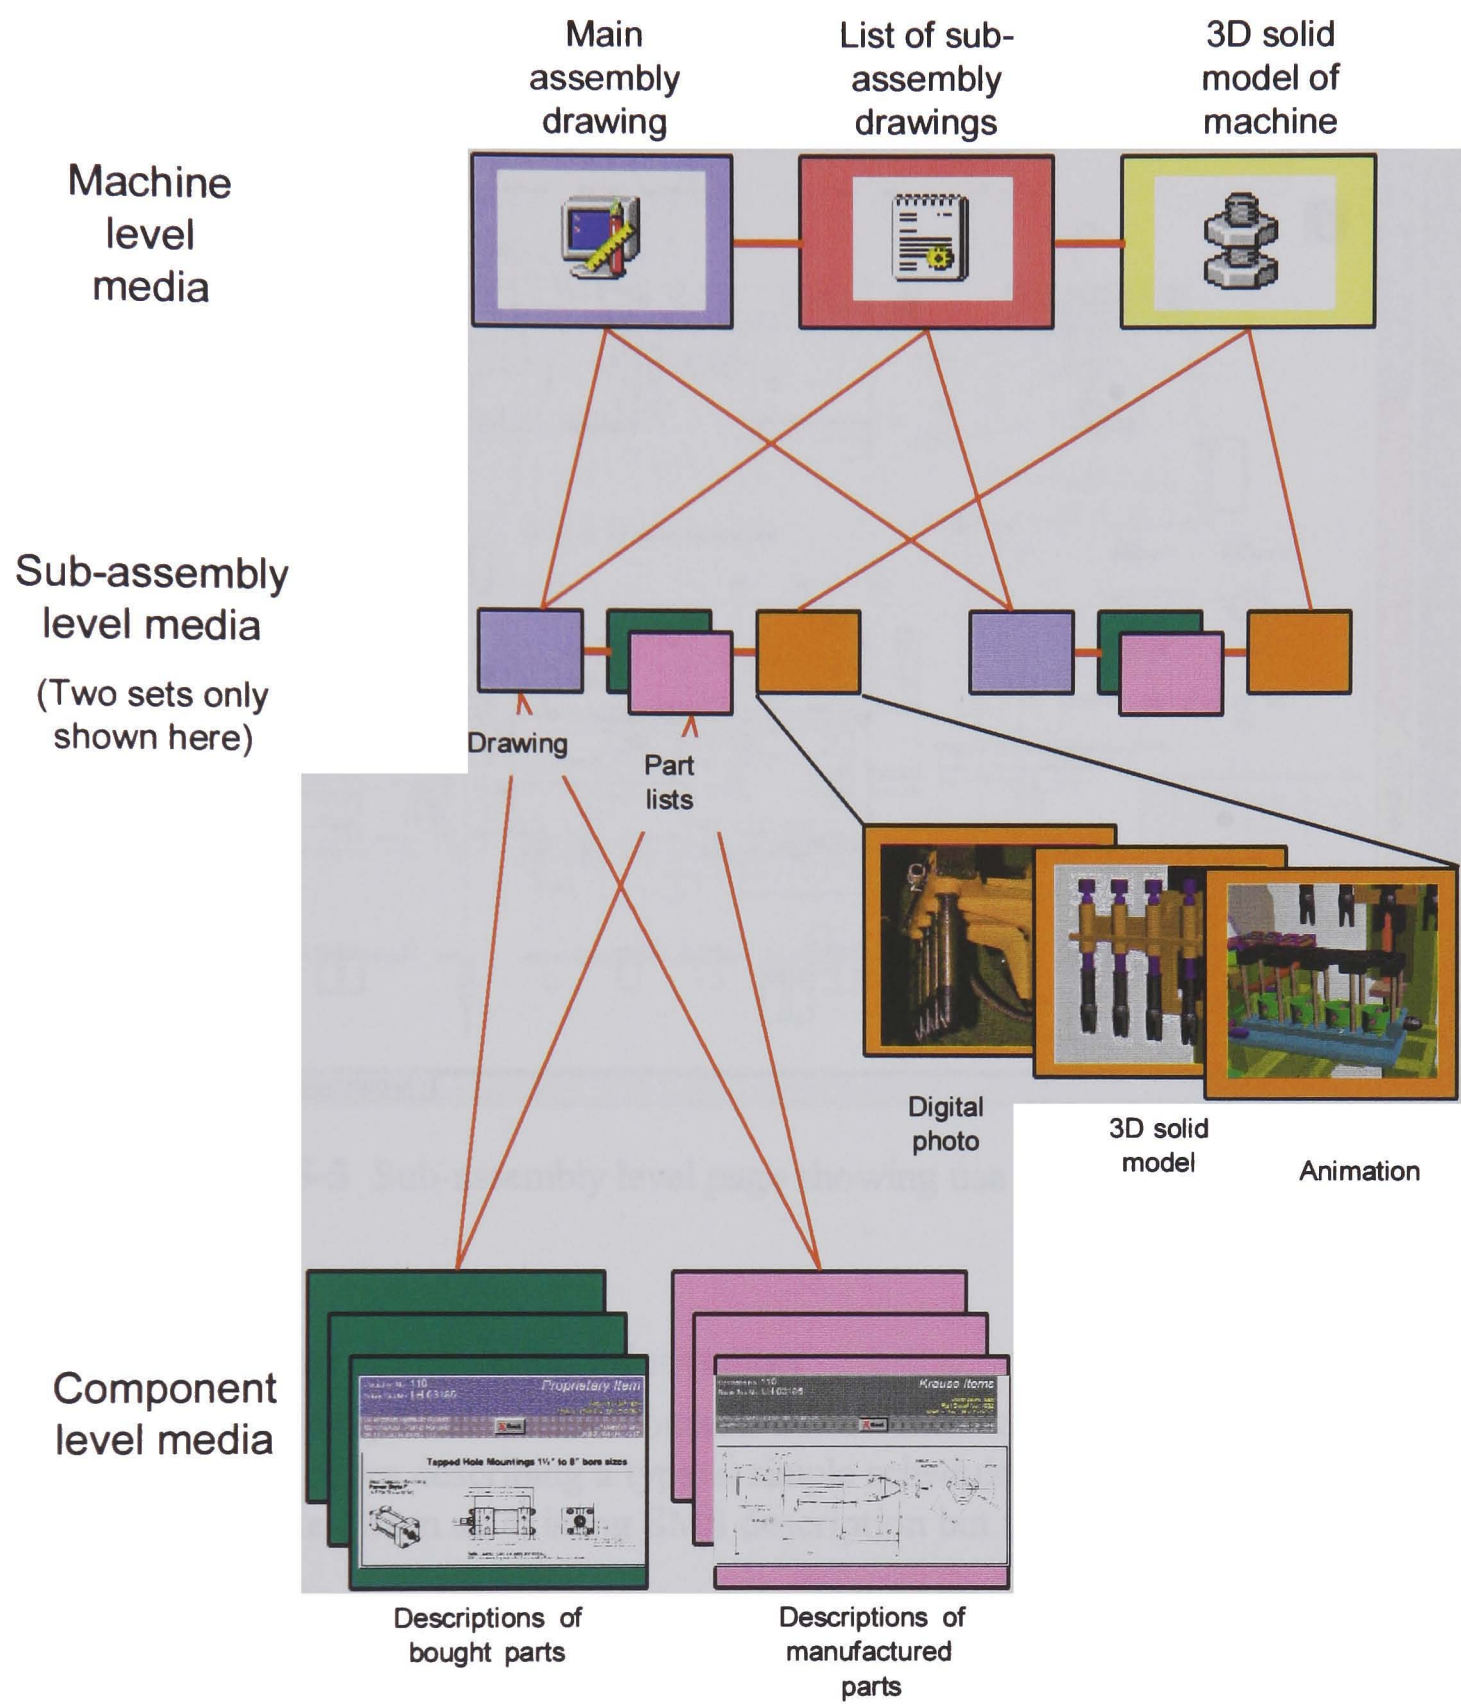 Main
assembly
drawing
List of sub-
assembly
drawings
3D solid
model of
machine
Machine
level
media
Sub-assembly
level media
(Two sets only
shown here)
Drawing
Part
lists
Digital
photo
3D solid
model
Animation
Component
level media
110
Proprietary Item
Tapped Hole Mountings 1½" to 8" bore sizes
110
Krause Items
Descriptions of
bought parts
Descriptions of
manufactured
parts